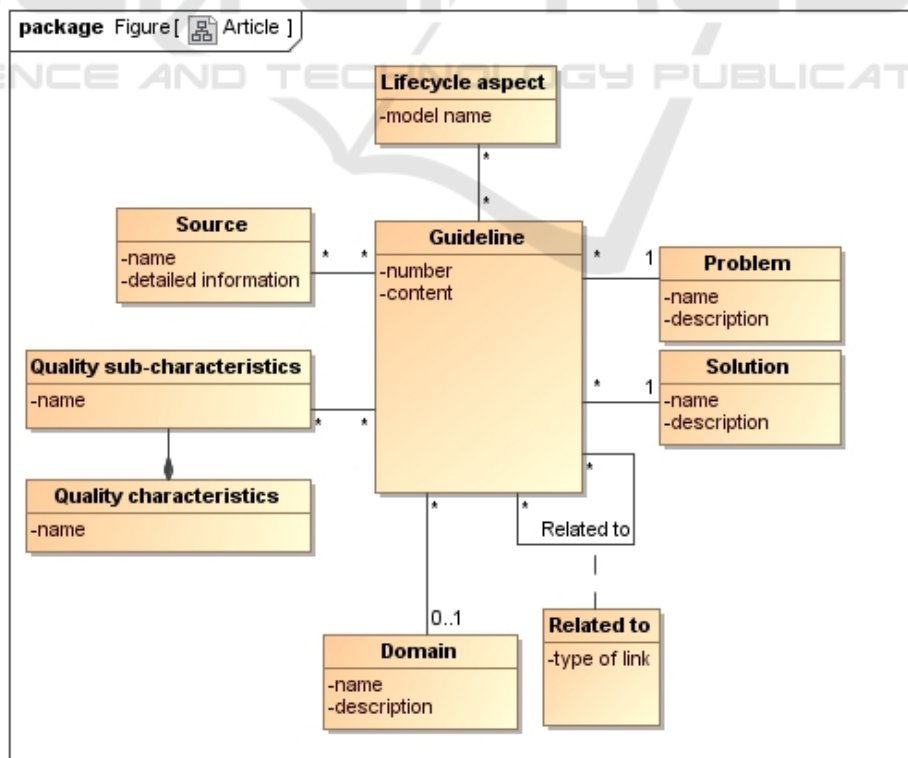 package Figure [ Article ]
ENCE AND TECHNOLOGY PUBLICAT
Lifecycle aspect
-model name
*
*
Source
-name
-detailed information
* *
Guideline
-number
-content
* 1
Problem
-name
-description
Quality sub-characteristics
-name
* *
Solution
-name
-description
* 1
Quality characteristics
-name
*
*
*
Related to
0..1
Domain
-name
-description
Related to
-type of link